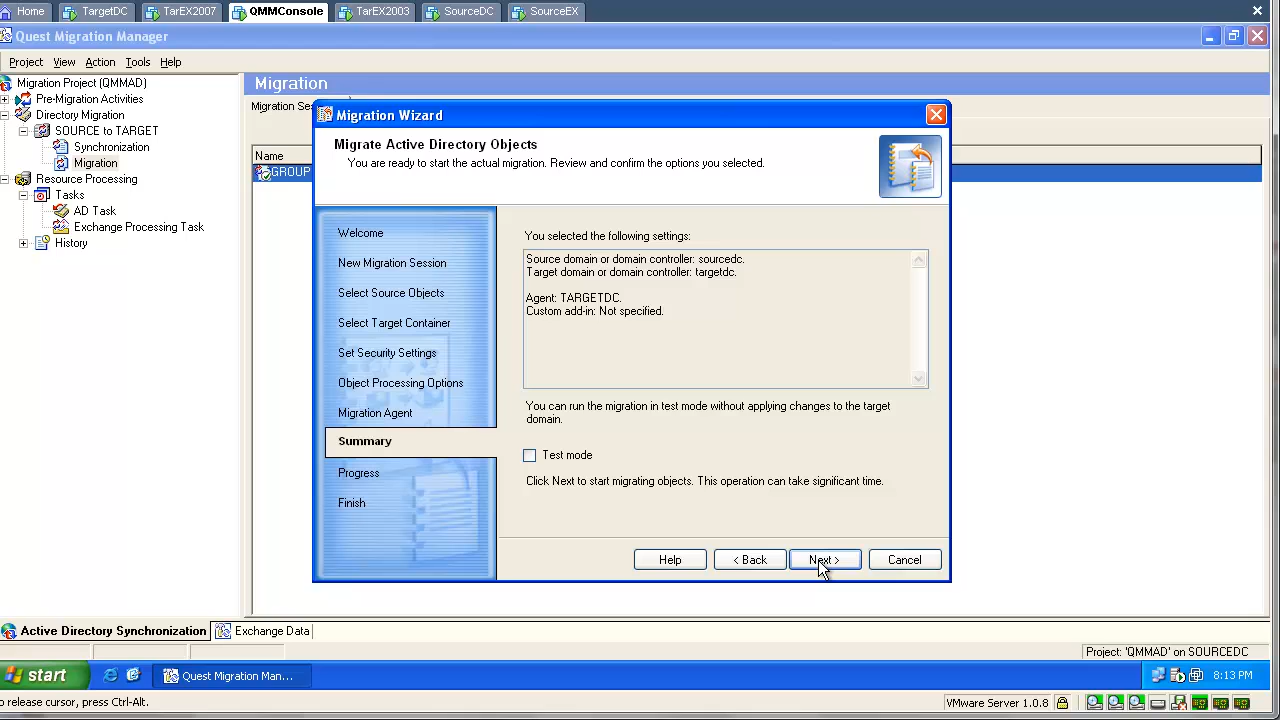 Home TargetDC TarEX2007 QMMConsole TarEX2003 SourceDC SourceEX
Quest Migration Manager
Project View Action Tools Help
Migration Project (QMMAD)
Pre-Migration Activities
Directory Migration
SOURCE to TARGET
Synchronization
Migration
Resource Processing
Tasks
AD Task
Exchange Processing Task
History
Migration
Migration Se
Name
GROUP
Migration Wizard
Migrate Active Directory Objects
You are ready to start the actual migration. Review and confirm the options you selected.
Welcome
New Migration Session
Select Source Objects
Select Target Container
Set Security Settings
Object Processing Options
Migration Agent
Summary
Progress
Finish
You selected the following settings:
Source domain or domain controller: sourcedc.
Target domain or domain controller: targetdc.
Agent: TARGETDC.
Custom add-in: Not specified.
You can run the migration in test mode without applying changes to the target
domain.
Test mode
Click Next to start migrating objects. This operation can take significant time.
Help < Back Next > Cancel
Active Directory Synchronization Exchange Data
Project: 'QMMAD' on SOURCEDC
start Quest Migration Man... 8:13 PM
o release cursor, press Ctrl-Alt. VMware Server 1.0.8